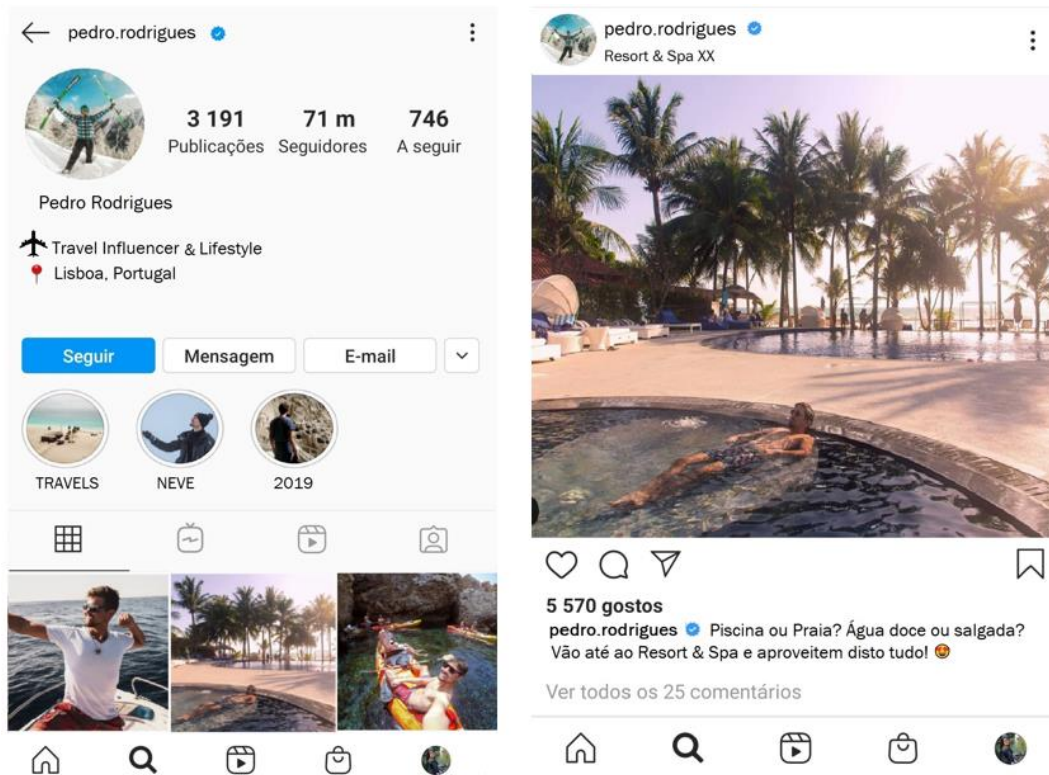 pedro.rodrigues
3 191
71 m
746
Publicações
Seguidores
A seguir
Pedro Rodrigues
Travel Influencer & Lifestyle
Lisboa, Portugal
Seguir
Mensagem
E-mail
TRAVELS
NEVE
2019
pedro.rodrigues
Resort & Spa XX
5 570 gostos
pedro.rodrigues Piscina ou Praia? Água doce ou salgada?
Vão até ao Resort & Spa e aproveitem disto tudo! 😍
Ver todos os 25 comentários